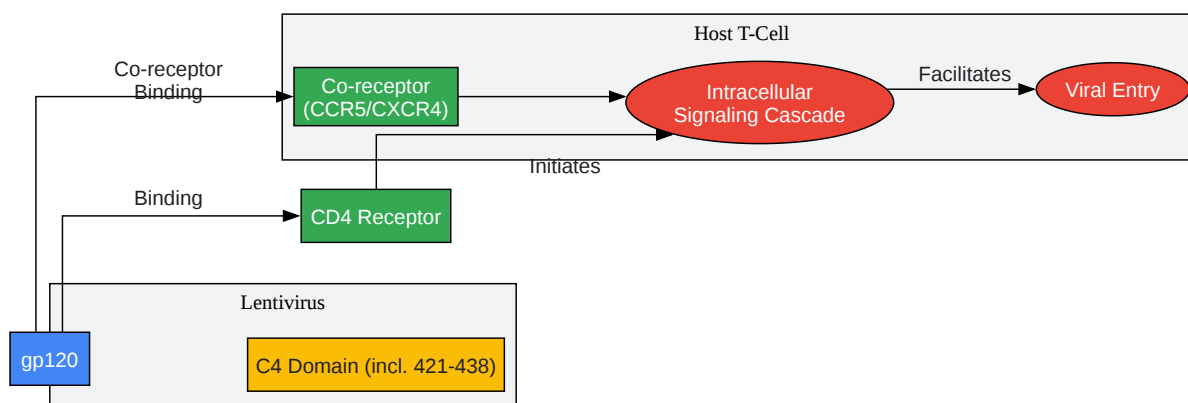 Host T-Cell
Co-receptor
Binding
Co-receptor
(CCR5/CXCR4)
Intracellular
Signaling Cascade
Facilitates
Viral Entry
Initiates
Binding
CD4 Receptor
Lentivirus
gp120
C4 Domain (incl. 421-438)